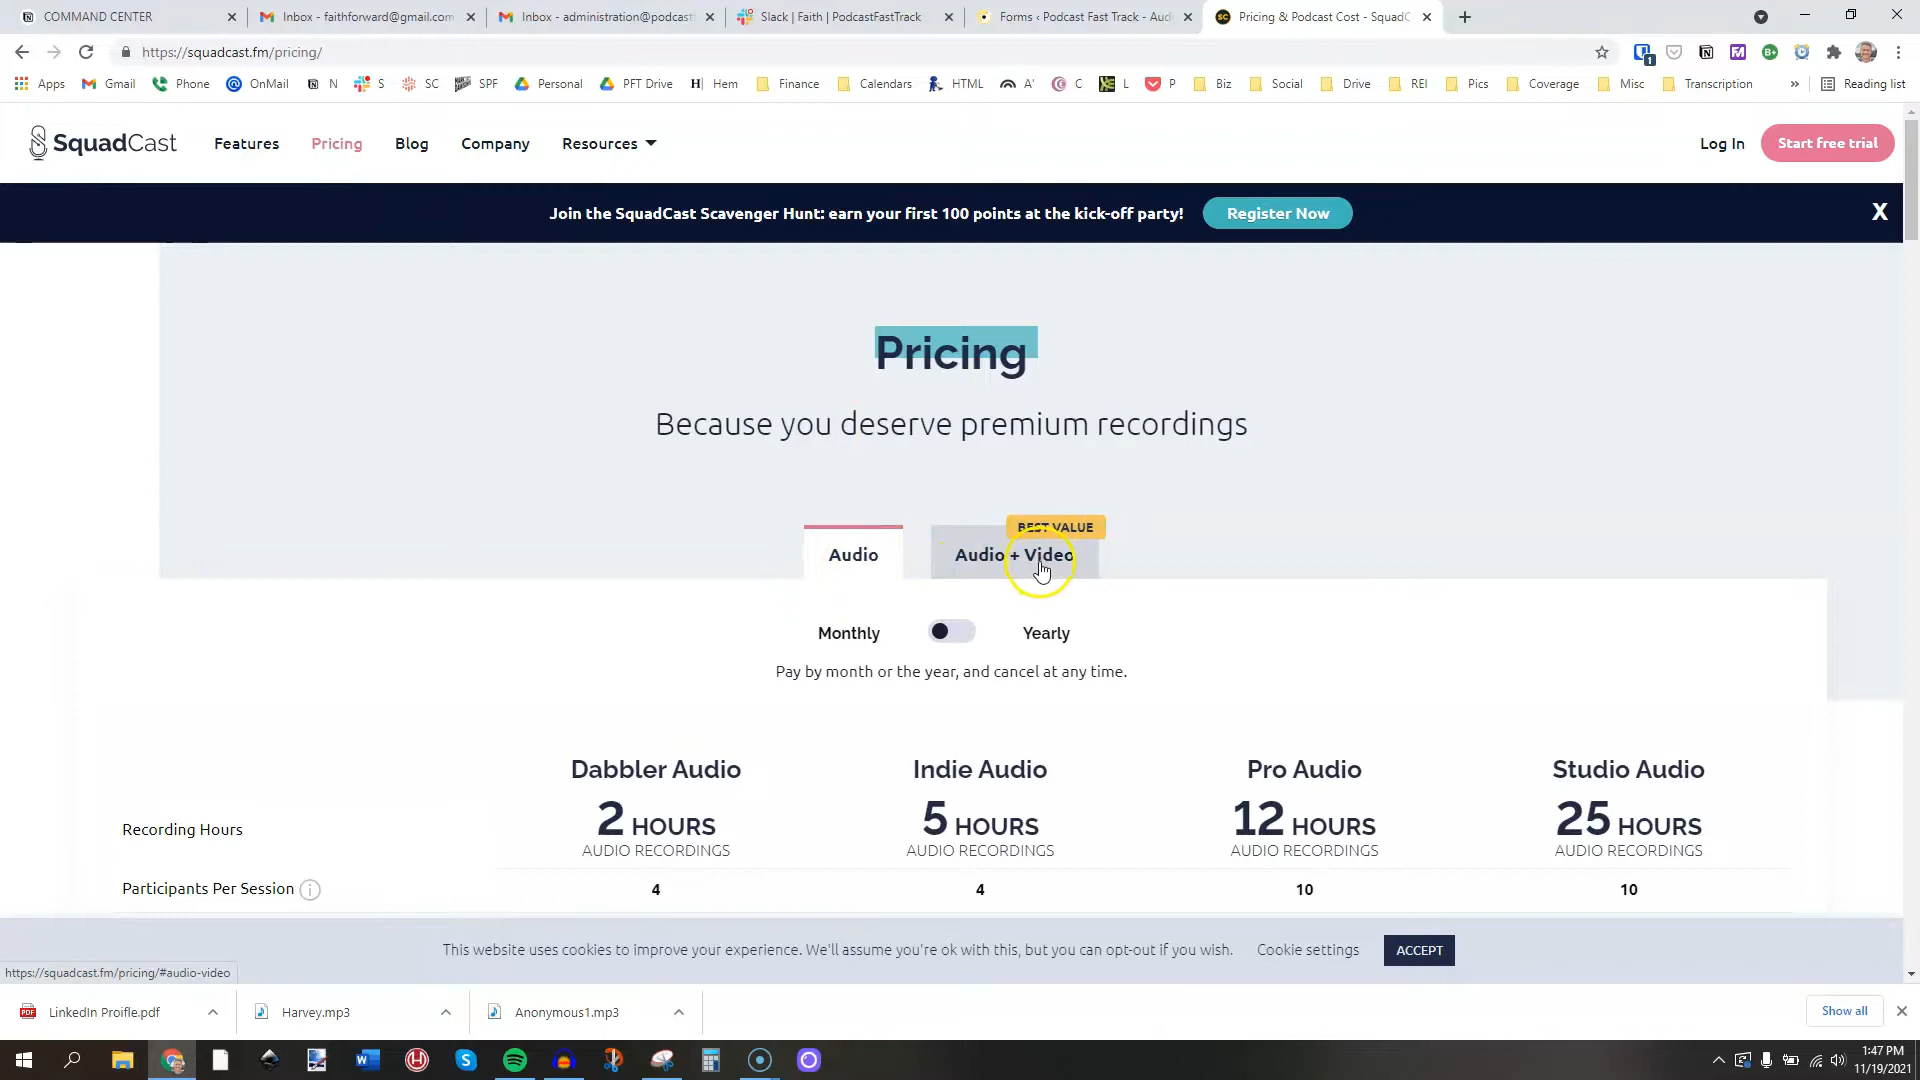 COMMAND CENTER
Inbox - faithforward@gmail.com
Inbox - administration@podcast
Slack | Faith | PodcastFastTrack
Forms ‹ Podcast Fast Track - Aud
Pricing & Podcast Cost - SquadC
https://squadcast.fm/pricing/
1
Apps
Gmail
Phone
OnMail
N
S
SC
SPF
Personal
PFT Drive
Hem
Finance
Calendars
HTML
A'
C
L
P
Biz
Social
Drive
REI
Pics
Coverage
Misc
Transcription
»
Reading list
SquadCast
Features
Pricing
Blog
Company
Resources
Log In
Start free trial
Join the SquadCast Scavenger Hunt: earn your first 100 points at the kick-off party!
Register Now
X
Pricing
Because you deserve premium recordings
BEST VALUE
Audio
Audio + Video
Monthly
Yearly
Pay by month or the year, and cancel at any time.
Dabbler Audio
Indie Audio
Pro Audio
Studio Audio
Recording Hours
2 HOURS
AUDIO RECORDINGS
5 HOURS
AUDIO RECORDINGS
12 HOURS
AUDIO RECORDINGS
25 HOURS
AUDIO RECORDINGS
Participants Per Session
4
4
10
10
This website uses cookies to improve your experience. We'll assume you're ok with this, but you can opt-out if you wish.
Cookie settings
ACCEPT
https://squadcast.fm/pricing/#audio-video
LinkedIn Proifle.pdf
Harvey.mp3
Anonymous1.mp3
Show all
1:47 PM
11/19/2021